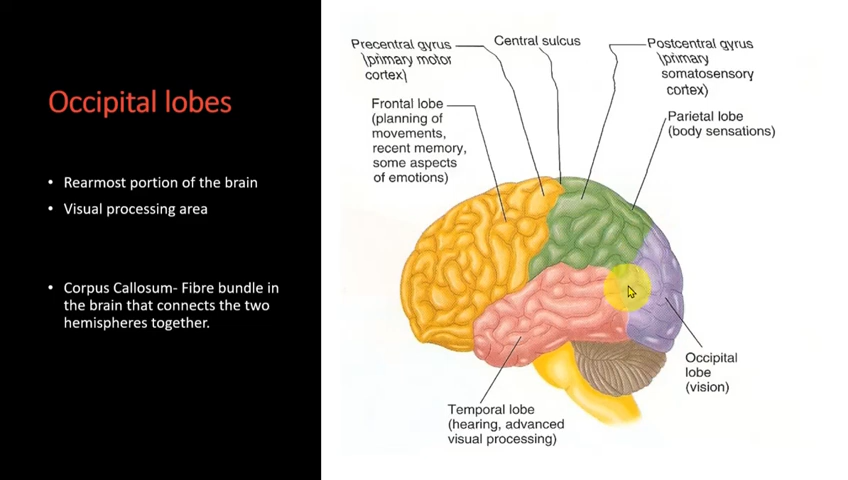 Occipital lobes
• Rearmost portion of the brain
• Visual processing area
• Corpus Callosum- Fibre bundle in
the brain that connects the two
hemispheres together.
Precentral gyrus
\primary motor
cortex\
Central sulcus
Postcentral gyrus
\primary
somatosensory
cortex)
Frontal lobe
(planning of
movements,
recent memory,
some aspects
of emotions)
Parietal lobe
(body sensations)
Occipital
lobe
(vision)
Temporal lobe
(hearing, advanced
visual processing)